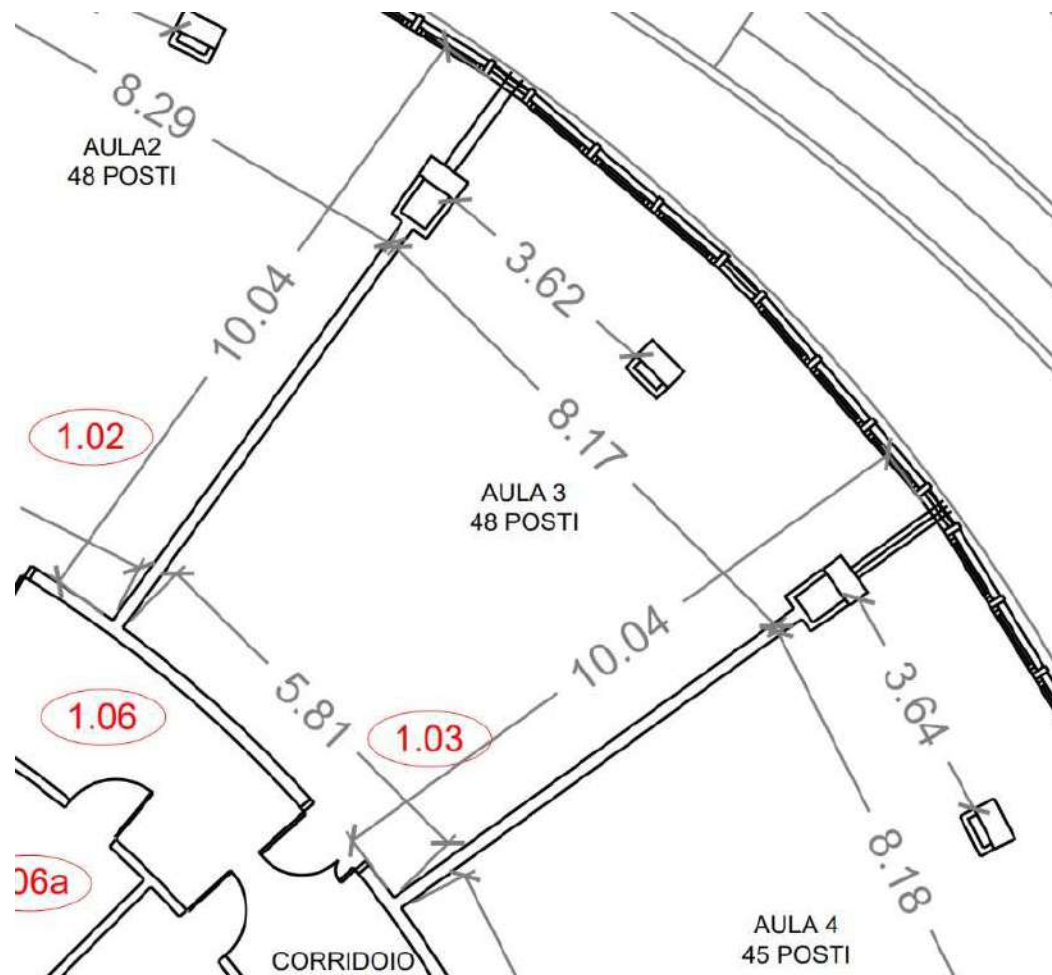 8.29
AULA2
48 POSTI
3.62
10.04
8.17
1.02
AULA 3
48 POSTI
10.04
5.81
1.06
1.03
3.64
8.18
06a
AULA 4
45 POSTI
CORRIDOIO